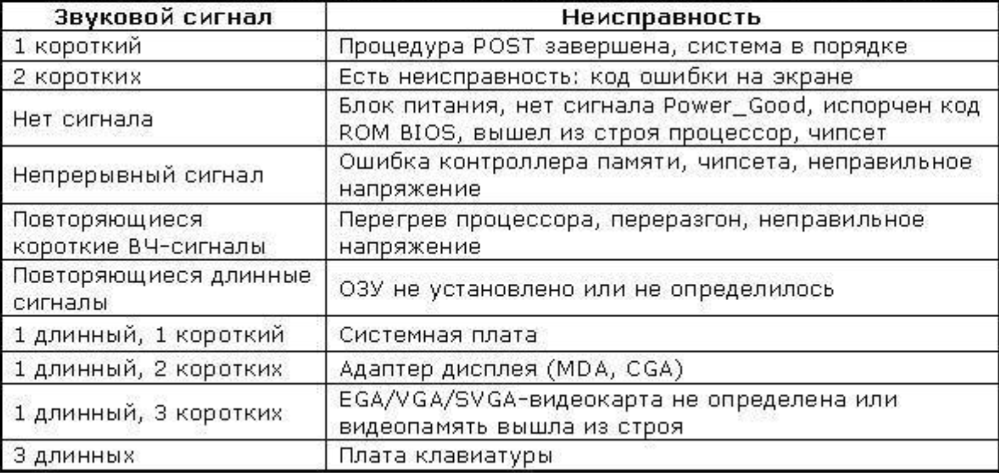 Звуковой сигнал Неисправность
1 короткий Процедура POST завершена, система в порядке
2 коротких Есть неисправность: код ошибки на экране
Нет сигнала
Блок питания, нет сигнала Power_Good, испорчен код
ROM BIOS, вышел из строя процессор, чипсет
Непрерывный сигнал
Ошибка контроллера памяти, чипсета, неправильное
напряжение
Повторяющиеся
короткие ВЧ-сигналы
Перегрев процессора, переразгон, неправильное
напряжение
Повторяющиеся длинные
сигналы
ОЗУ не установлено или не определилось
1 длинный, 1 короткий Системная плата
1 длинный, 2 коротких Адаптер дисплея (MDA, CGA)
1 длинный, 3 коротких
EGA/VGA/SVGA-видеокарта не определена или
видеопамять вышла из строя
3 длинных Плата клавиатуры